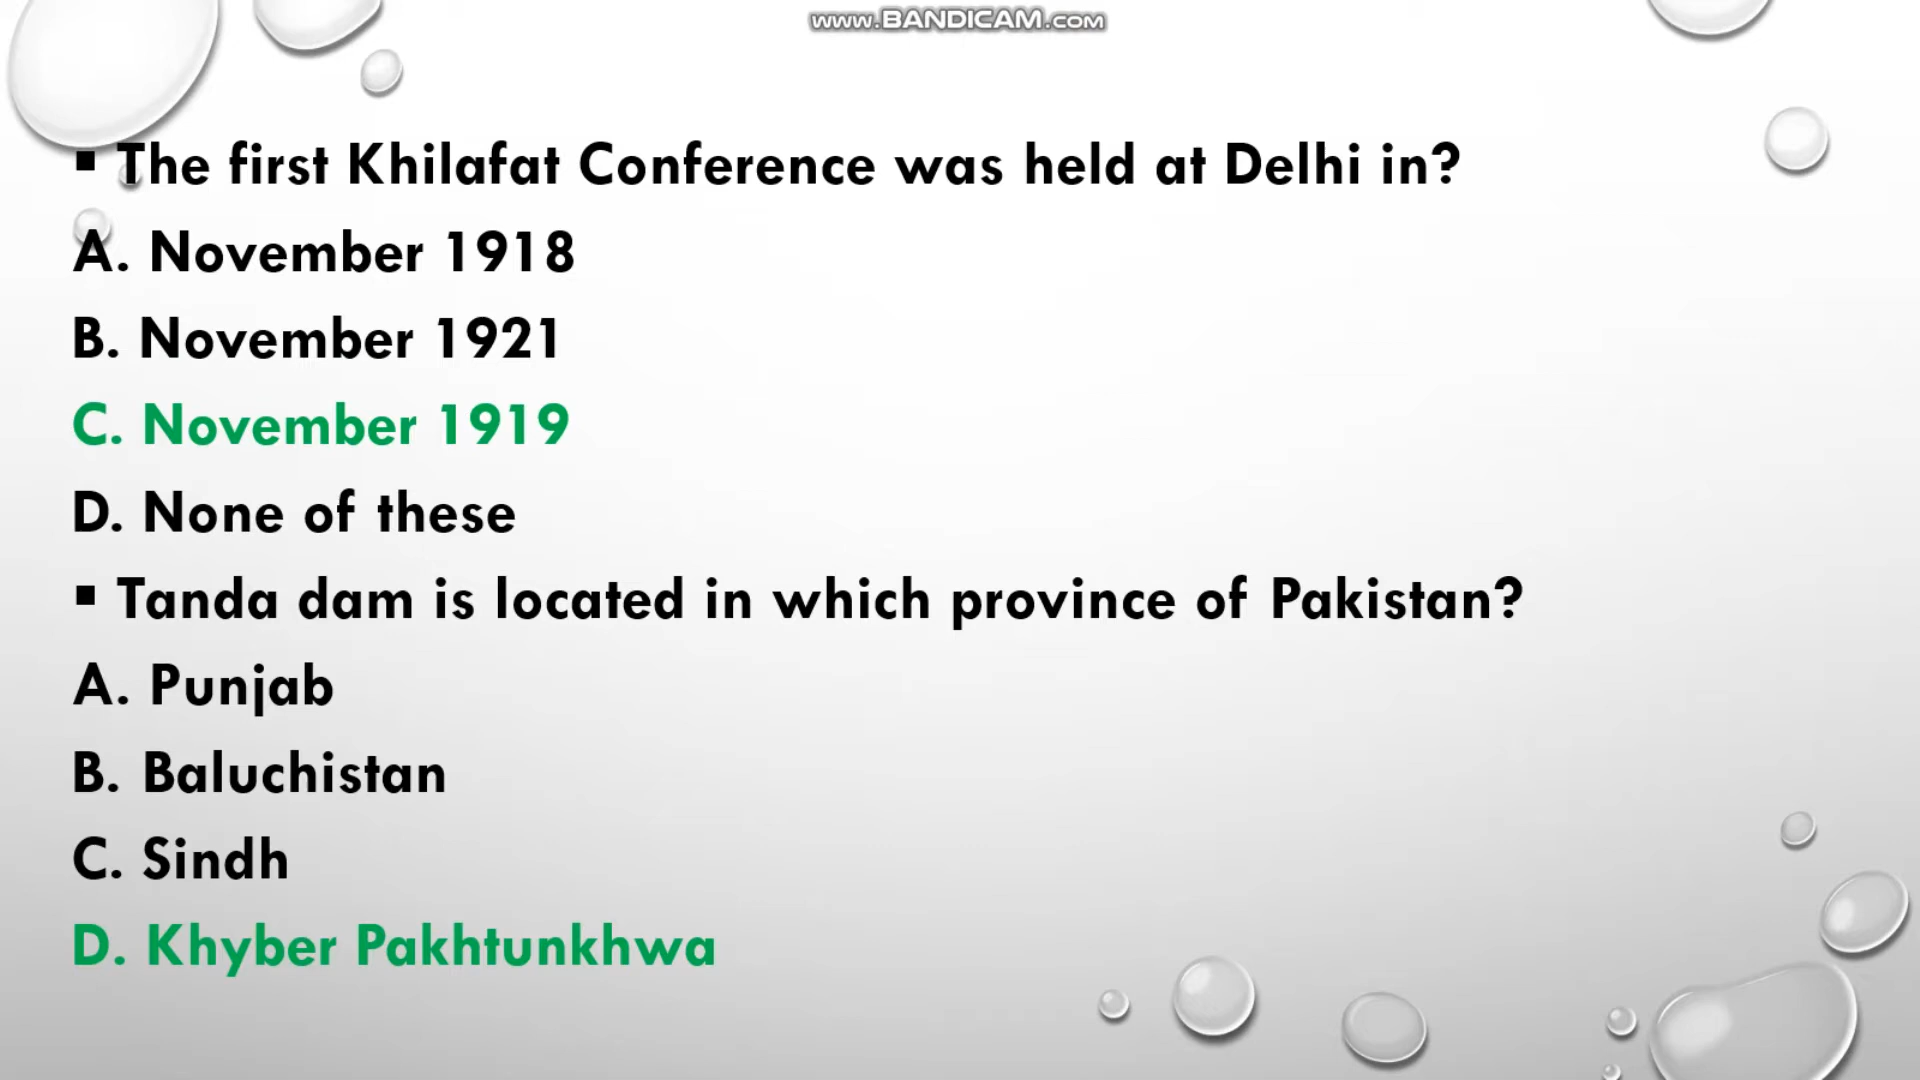 www.BANDICAM.com
▪ The first Khilafat Conference was held at Delhi in?
A. November 1918
B. November 1921
C. November 1919
D. None of these
▪ Tanda dam is located in which province of Pakistan?
A. Punjab
B. Baluchistan
C. Sindh
D. Khyber Pakhtunkhwa